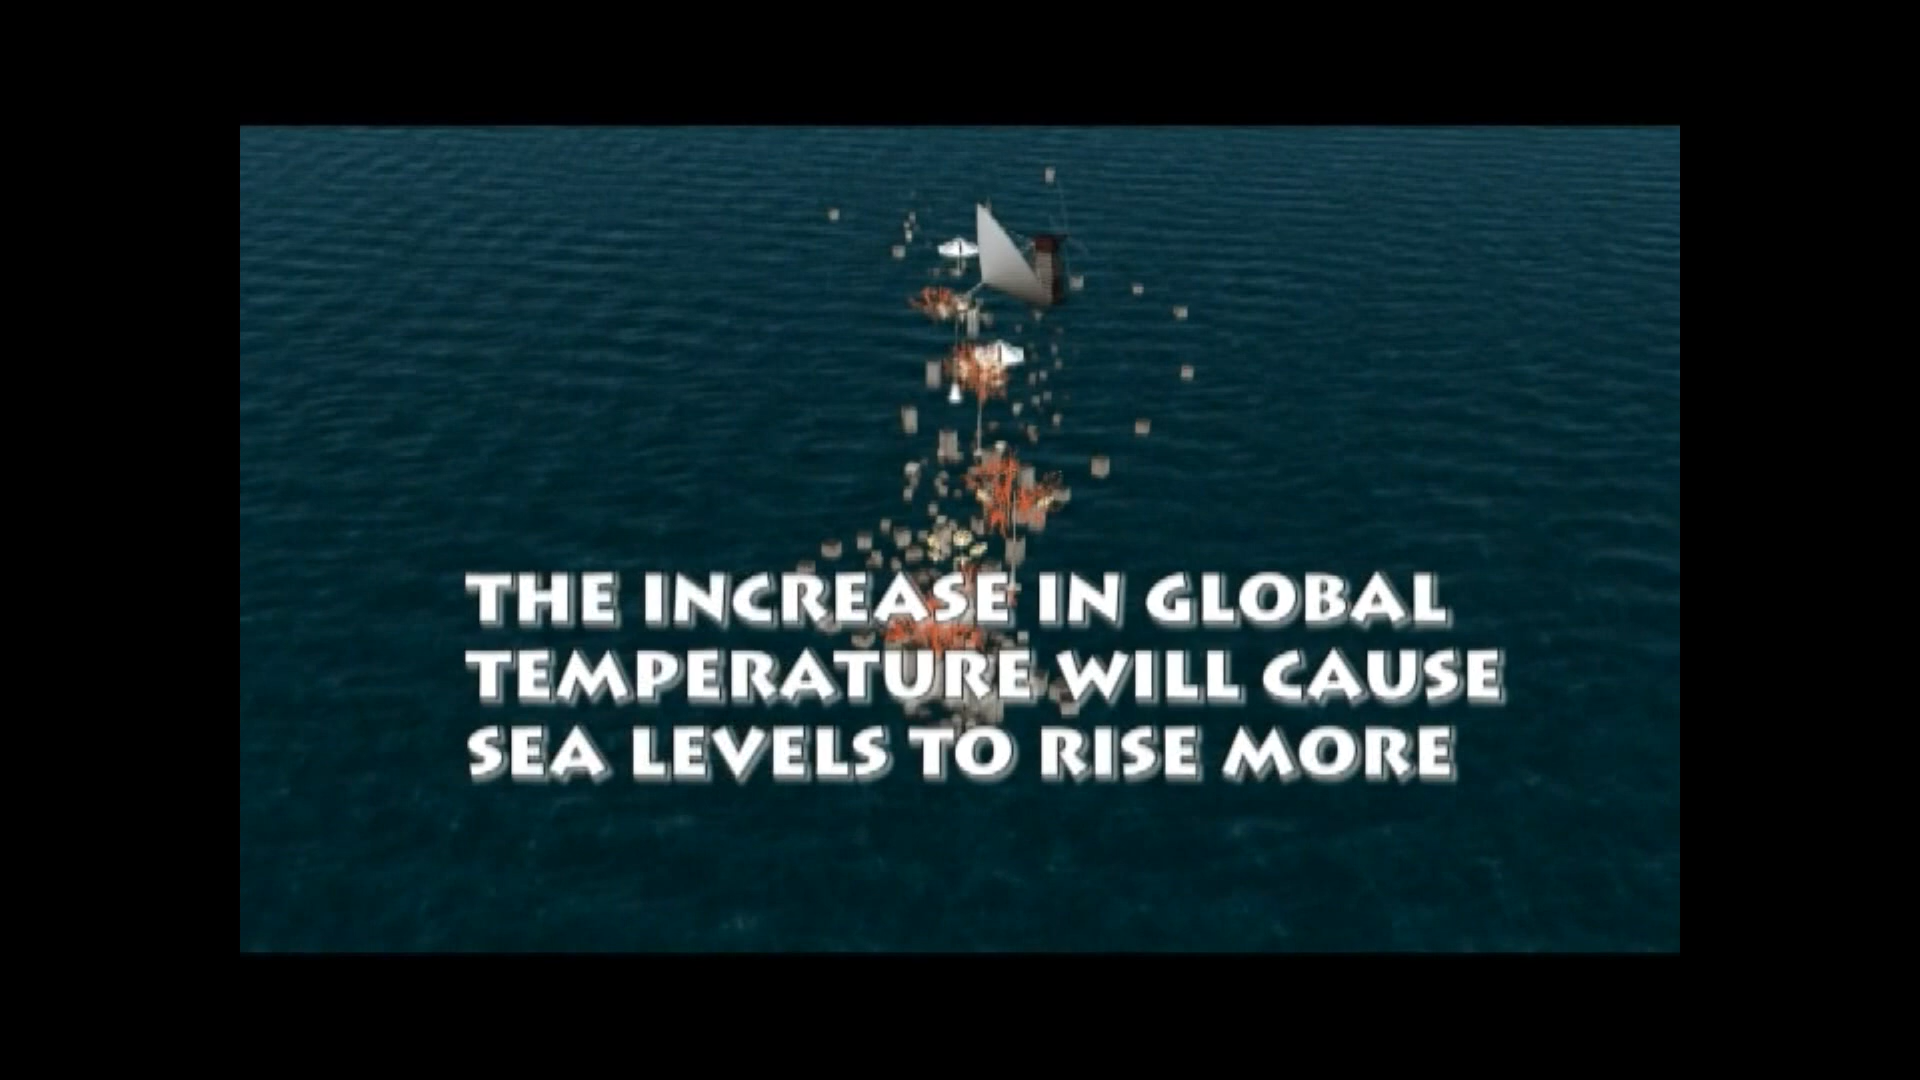 THE INCREASE IN GLOBAL
TEMPERATURE WILL CAUSE
SEA LEVELS TO RISE MORE